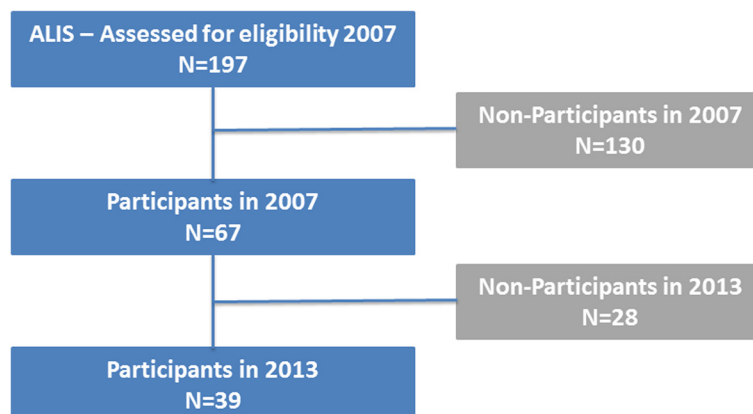 ALIS – Assessed for eligibility 2007
N=197
Non-Participants in 2007
N=130
Participants in 2007
N=67
Non-Participants in 2013
N=28
Participants in 2013
N=39